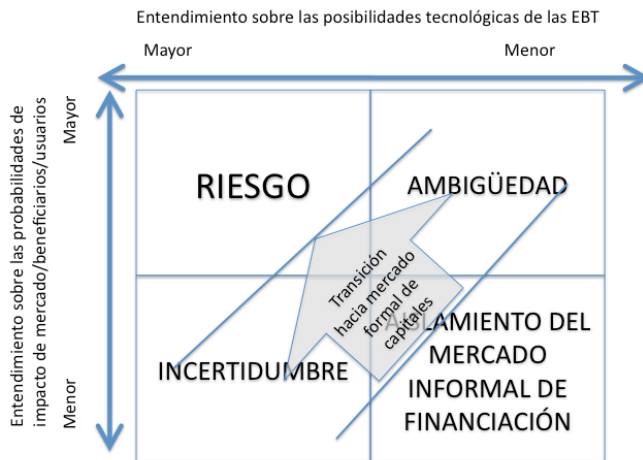 Entendimiento sobre las posibilidades tecnológicas de las EBT
Mayor
Menor
Entendimiento sobre las probabilidades de
impacto de mercado/beneficiarios/usuarios
Mayor
Menor
RIESGO
AMBIGÜEDAD
Transición
hacia mercado
formal de
capitales
INCERTIDUMBRE
AISLAMIENTO DEL
MERCADO
INFORMAL DE
FINANCIACIÓN